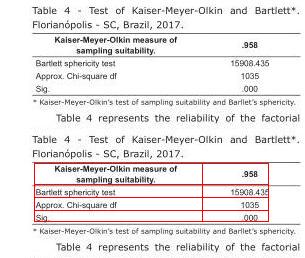 Table 4 - Test of Kaiser-Meyer-Olkin and Bartlett*.
Florianópolis - SC, Brazil, 2017.
Kaiser-Meyer-Olkin measure of
sampling suitability. .958
Bartlett sphericity test 15908.435
Approx. Chi-square df 1035
Sig. .000
* Kaiser-Meyer-Olkin's test of sampling suitability and Barllet's sphericity.
Table 4 represents the reliability of the factorial
Table 4 - Test of Kaiser-Meyer-Olkin and Bartlett*.
Florianópolis - SC, Brazil, 2017.
Kaiser-Meyer-Olkin measure of
sampling suitability. .958
Bartlett sphericity test 15908.435
Approx. Chi-square df 1035
Sig. .000
* Kaiser-Meyer-Olkin's test of sampling suitability and Barllet's sphericity.
Table 4 represents the reliability of the factorial